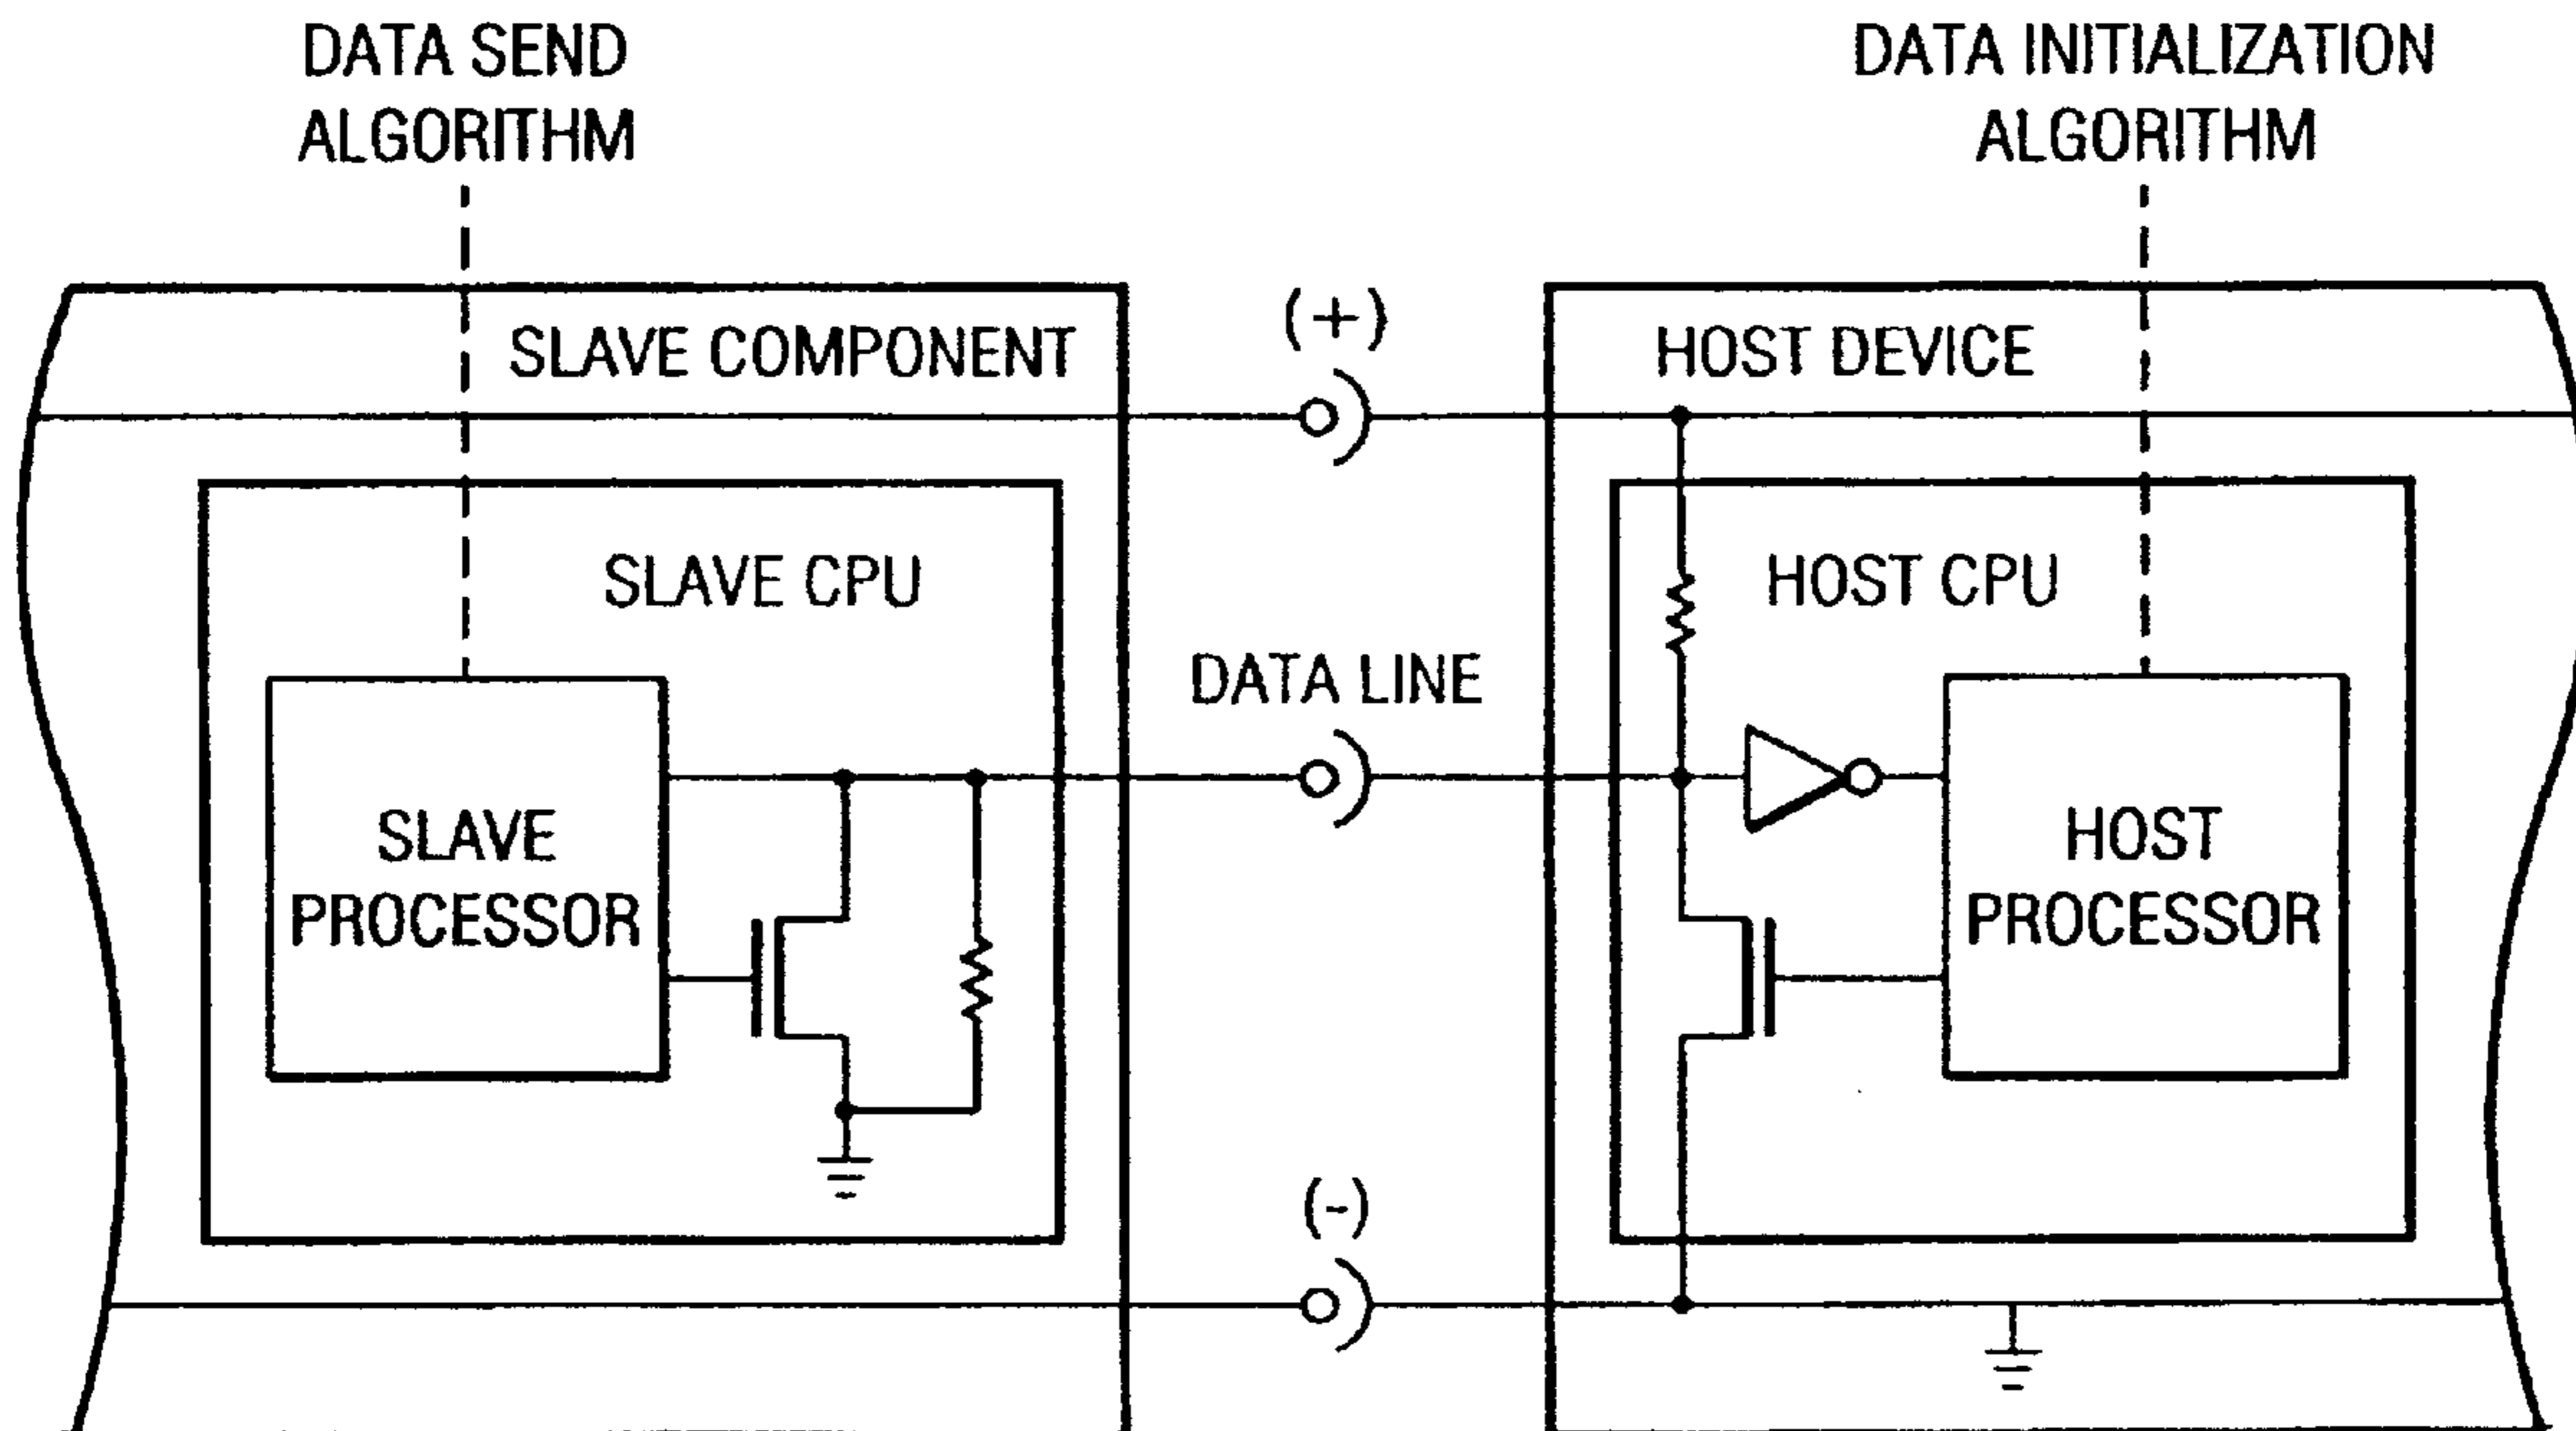 DATA SEND
ALGORITHM
DATA INITIALIZATION
ALGORITHM
SLAVE COMPONENT
(+)
HOST DEVICE
SLAVE CPU
HOST CPU
DATA LINE
SLAVE
PROCESSOR
HOST
PROCESSOR
(-)